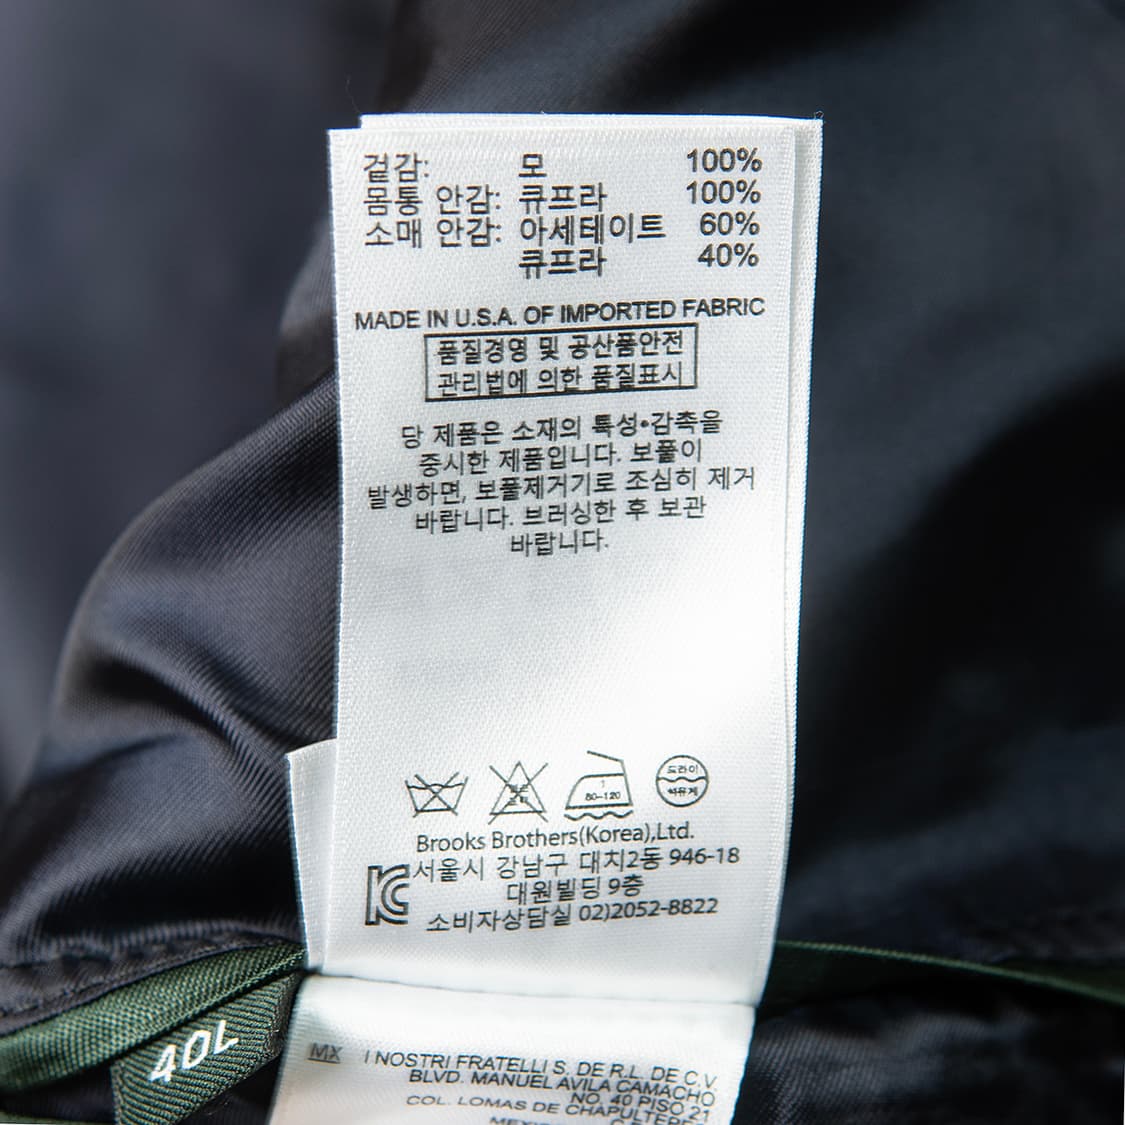 겉감: 모 100%
몸통 안감: 큐프라 100%
소매 안감: 아세테이트 60%
큐프라 40%
MADE IN U.S.A. OF IMPORTED FABRIC
품질경영 및 공산품안전
관리법에 의한 품질표시
당 제품은 소재의 특성•감촉을
중시한 제품입니다. 보풀이
발생하면, 보풀제거기로 조심히 제거
바랍니다. 브러싱한 후 보관
바랍니다.
1
80-120
드라이
석유계
Brooks Brothers(Korea),Ltd.
서울시 강남구 대치2동 946-18
대원빌딩 9층
소비자상담실 02)2052-8822
40L
MX I NOSTRI FRATELLI S. DE R.L. DE C.V.
BLVD. MANUEL AVILA CAMACHO
NO. 40 PISO 21
COL. LOMAS DE CHAPULTEPEC